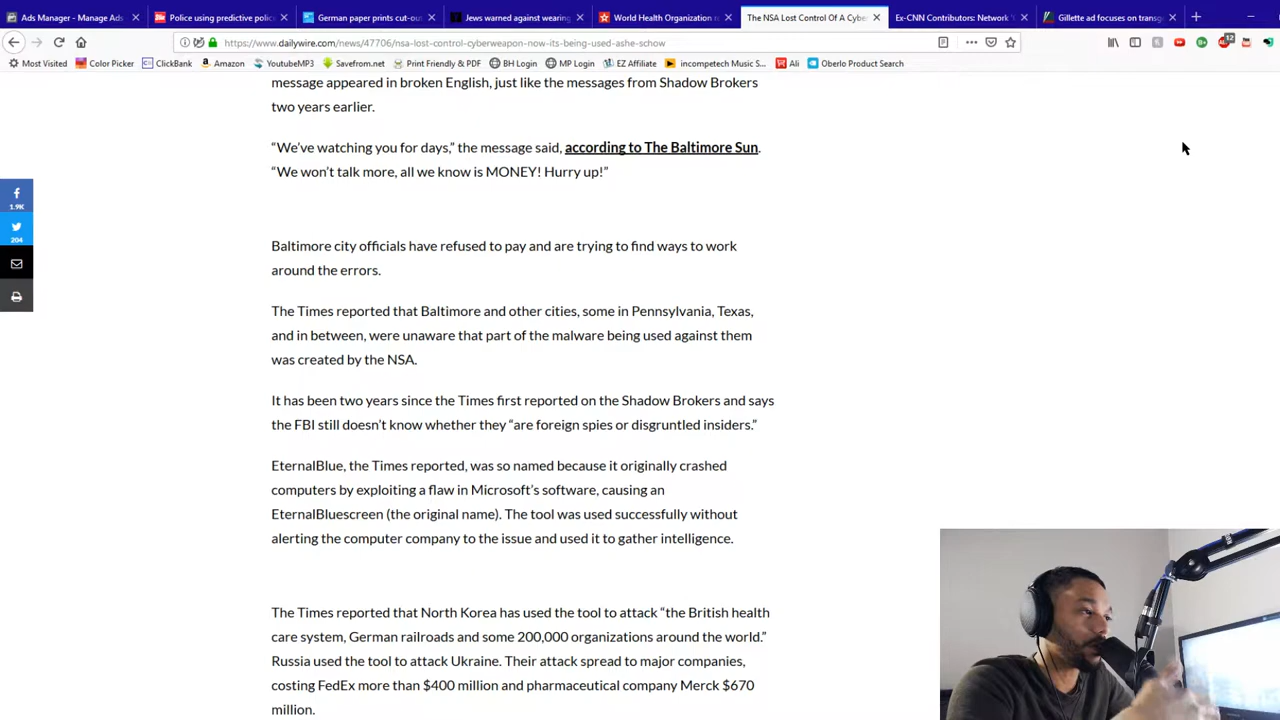 Ads Manager - Manage Ads
Police using predictive polic
German paper prints cut-out
Jews warned against wearing
World Health Organization r
The NSA Lost Control Of A Cybe
Ex-CNN Contributors: Network '
Gillette ad focuses on transg
https://www.dailywire.com/news/47706/nsa-lost-control-cyberweapon-now-its-being-used-ashe-schow
12
Most Visited
Color Picker
ClickBank
Amazon
YoutubeMP3
Savefrom.net
Print Friendly & PDF
BH Login
MP Login
EZ Affiliate
incompetech Music S...
Ali
Oberlo Product Search
message appeared in broken English, just like the messages from Shadow Brokers
two years earlier.
“We’ve watching you for days,” the message said, according to The Baltimore Sun.
“We won’t talk more, all we know is MONEY! Hurry up!”
1.9K
204
Baltimore city officials have refused to pay and are trying to find ways to work
around the errors.
The Times reported that Baltimore and other cities, some in Pennsylvania, Texas,
and in between, were unaware that part of the malware being used against them
was created by the NSA.
It has been two years since the Times first reported on the Shadow Brokers and says
the FBI still doesn’t know whether they “are foreign spies or disgruntled insiders.”
EternalBlue, the Times reported, was so named because it originally crashed
computers by exploiting a flaw in Microsoft’s software, causing an
EternalBluescreen (the original name). The tool was used successfully without
alerting the computer company to the issue and used it to gather intelligence.
The Times reported that North Korea has used the tool to attack “the British health
care system, German railroads and some 200,000 organizations around the world.”
Russia used the tool to attack Ukraine. Their attack spread to major companies,
costing FedEx more than $400 million and pharmaceutical company Merck $670
million.